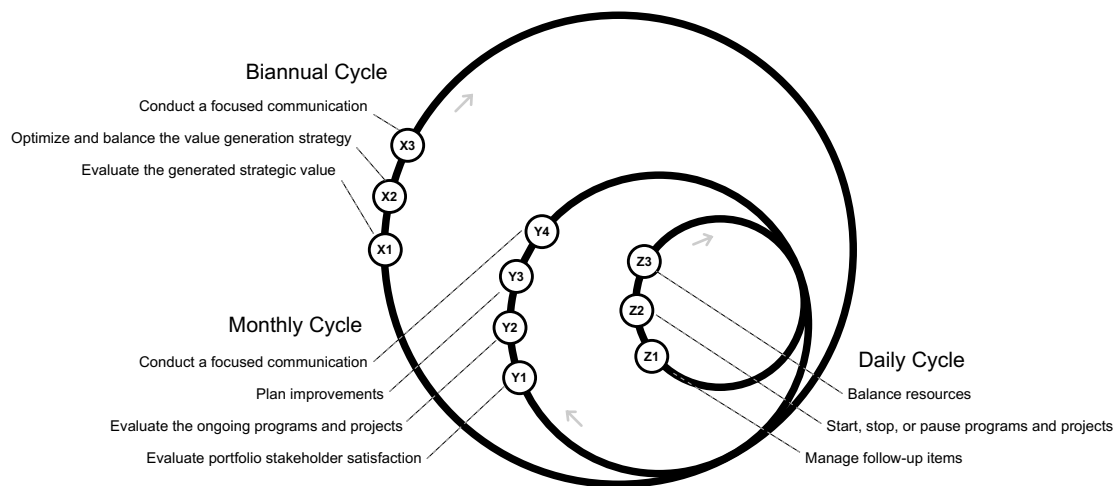 Biannual Cycle
Conduct a focused communication
Optimize and balance the value generation strategy
Evaluate the generated strategic value
X3
X2
X1
Monthly Cycle
Conduct a focused communication
Plan improvements
Evaluate the ongoing programs and projects
Evaluate portfolio stakeholder satisfaction
Y4
Y3
Y2
Y1
Z3
Z2
Z1
Daily Cycle
Balance resources
Start, stop, or pause programs and projects
Manage follow-up items